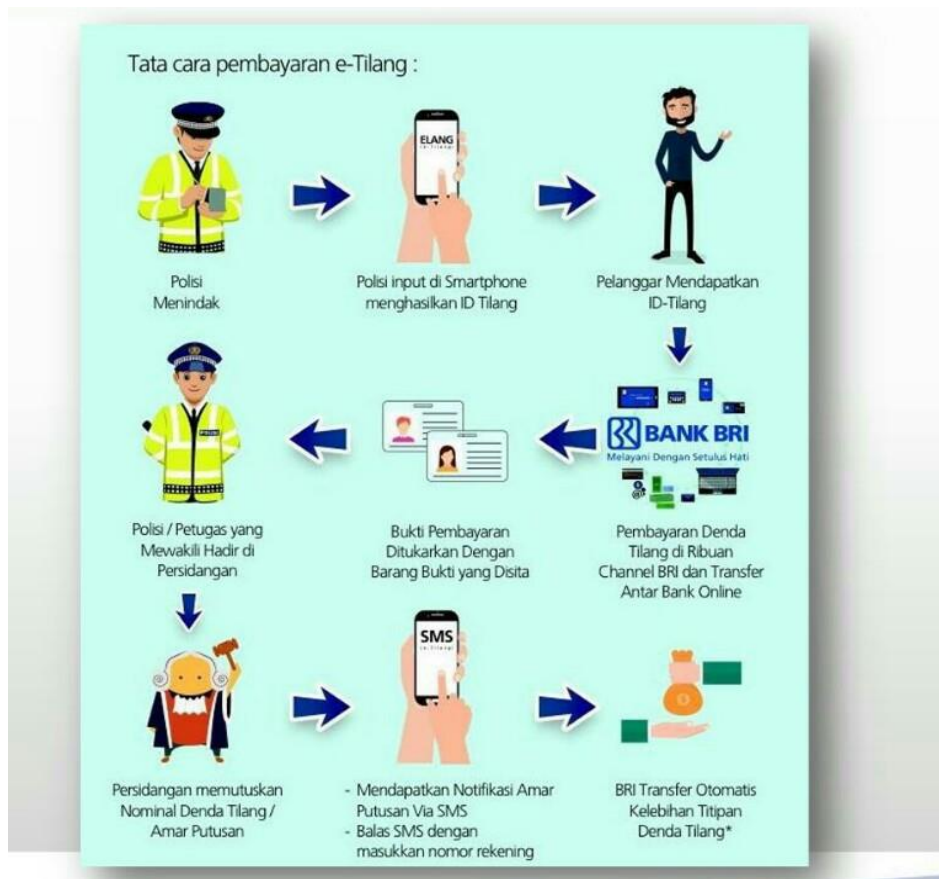 Tata cara pembayaran e-Tilang :
Polisi
Menindak
ELANG
(e-Tilang)
Polisi input di Smartphone
menghasilkan ID Tilang
Pelanggar Mendapatkan
ID-Tilang
BANK BRI
Melayani Dengan Setulus Hati
Pembayaran Denda
Tilang di Ribuan
Channel BRI dan Transfer
Antar Bank Online
Bukti Pembayaran
Ditukarkan Dengan
Barang Bukti yang Disita
POLISI
Polisi / Petugas yang
Mewakili Hadir di
Persidangan
Persidangan memutuskan
Nominal Denda Tilang /
Amar Putusan
SMS
(e-Tilang)
- Mendapatkan Notifikasi Amar
Putusan Via SMS
- Balas SMS dengan
masukkan nomor rekening
BRI Transfer Otomatis
Kelebihan Titipan
Denda Tilang*